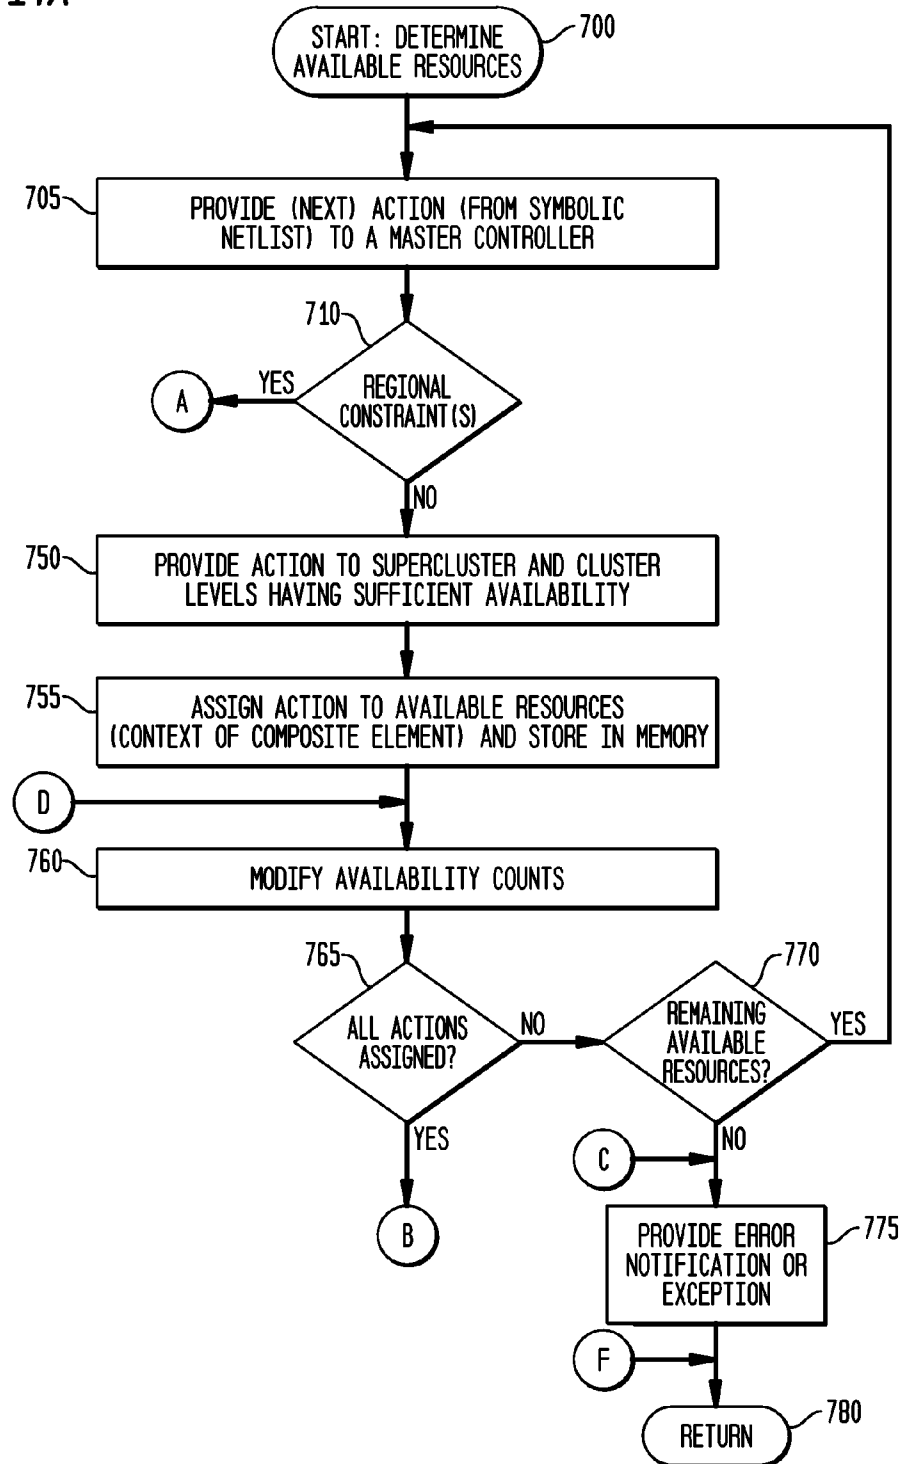 START: DETERMINE
AVAILABLE RESOURCES
700
705
PROVIDE (NEXT) ACTION (FROM SYMBOLIC
NETLIST) TO A MASTER CONTROLLER
710
REGIONAL
CONSTRAINT(S)
YES
A
NO
750
PROVIDE ACTION TO SUPERCLUSTER AND CLUSTER
LEVELS HAVING SUFFICIENT AVAILABILITY
755
ASSIGN ACTION TO AVAILABLE RESOURCES
(CONTEXT OF COMPOSITE ELEMENT) AND STORE IN MEMORY
D
760
MODIFY AVAILABILITY COUNTS
765
ALL ACTIONS
ASSIGNED?
NO
770
REMAINING
AVAILABLE
RESOURCES?
YES
YES
NO
C
B
PROVIDE ERROR
NOTIFICATION OR
EXCEPTION
775
F
RETURN
780